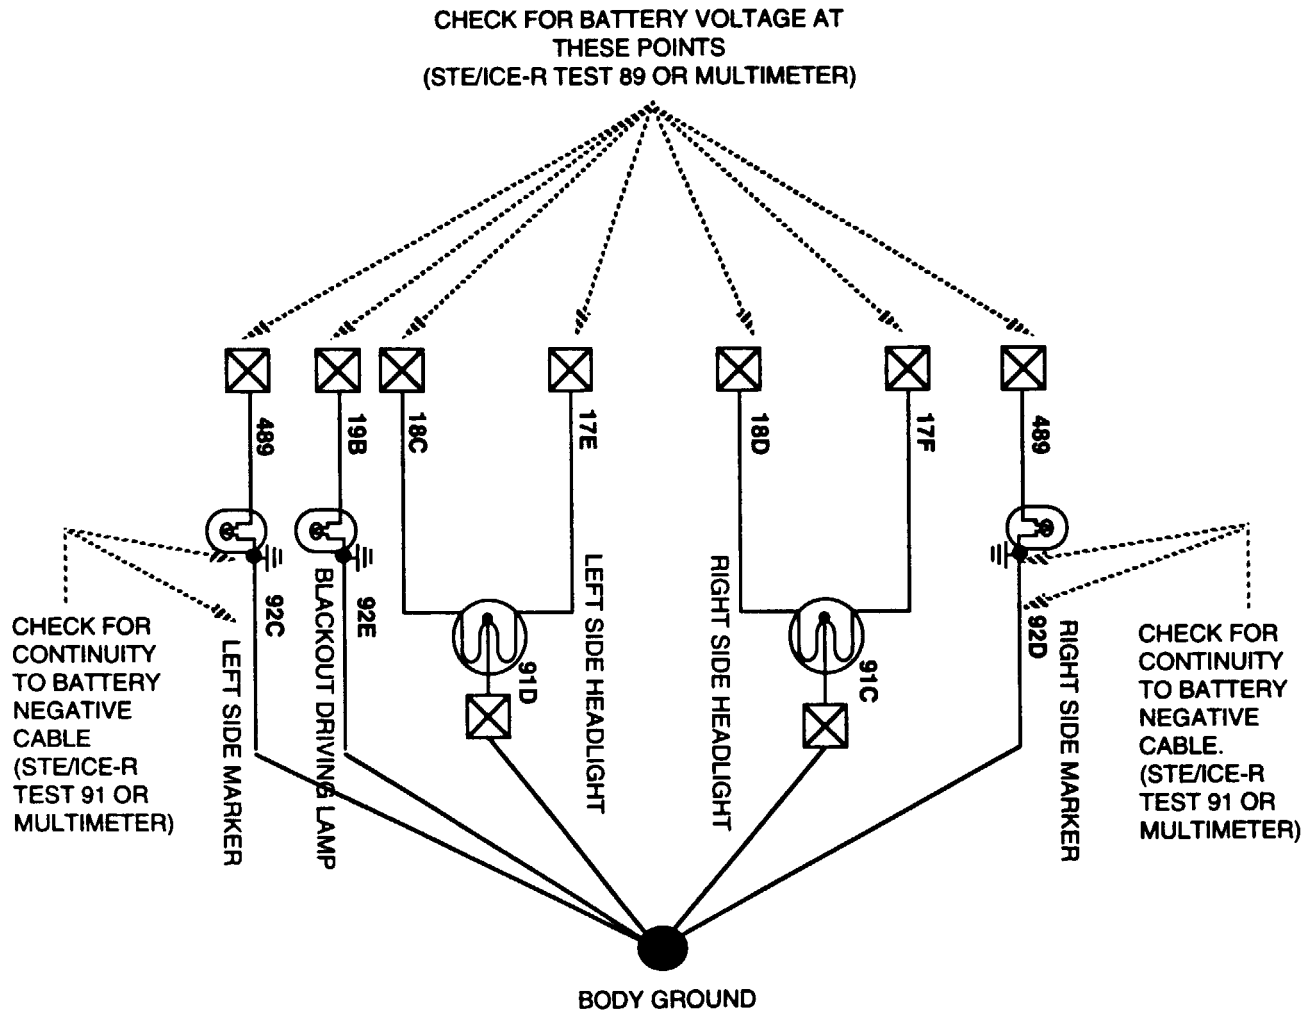 CHECK FOR BATTERY VOLTAGE AT
THESE POINTS
(STE/ICE-R TEST 89 OR MULTIMETER)
489
19B
18C
17E
18D
17F
489
92C
92E
91D
91C
92D
LEFT SIDE MARKER
BLACKOUT DRIVING LAMP
LEFT SIDE HEADLIGHT
RIGHT SIDE HEADLIGHT
RIGHT SIDE MARKER
CHECK FOR
CONTINUITY
TO BATTERY
NEGATIVE
CABLE
(STE/ICE-R
TEST 91 OR
MULTIMETER)
CHECK FOR
CONTINUITY
TO BATTERY
NEGATIVE
CABLE.
(STE/ICE-R
TEST 91 OR
MULTIMETER)
BODY GROUND